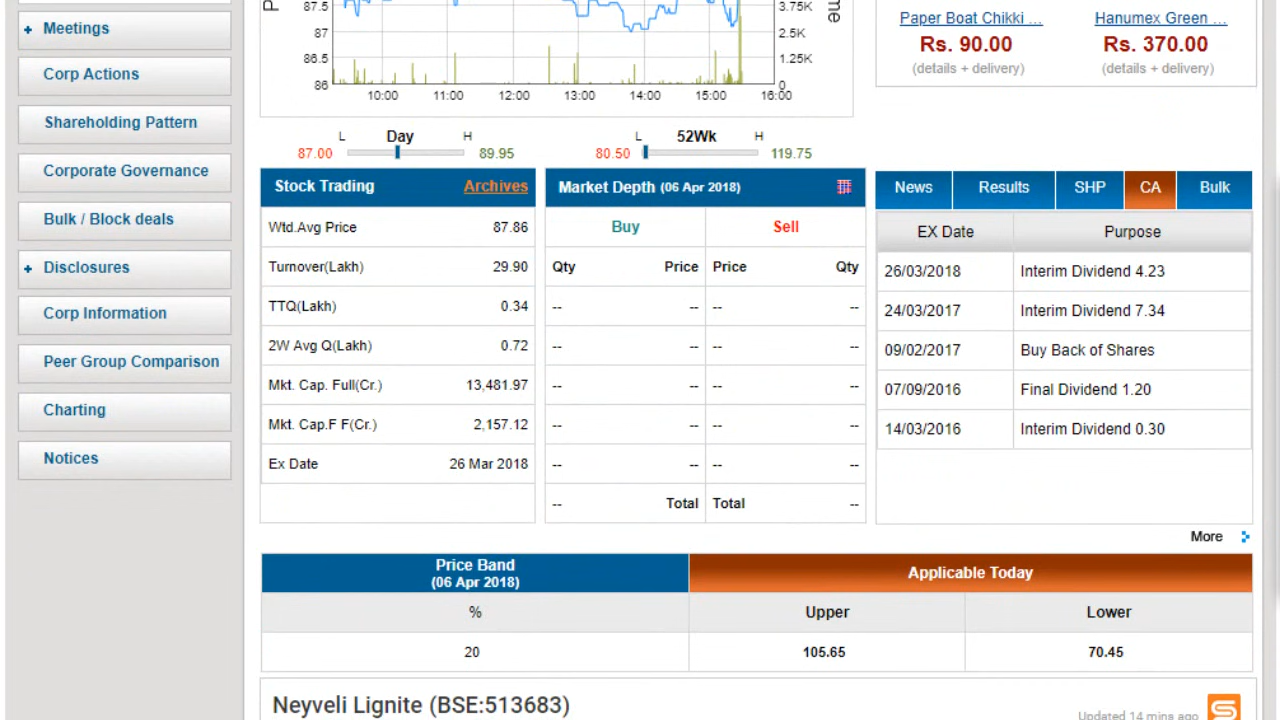 Meetings
Corp Actions
Shareholding Pattern
Corporate Governance
Bulk / Block deals
Disclosures
Corp Information
Peer Group Comparison
Charting
Notices
87.5
87
86.5
86
3.75K
2.5K
1.25K
0
10:00 11:00 12:00 13:00 14:00 15:00 16:00
Paper Boat Chikki ... Hanumex Green ...
Rs. 90.00 Rs. 370.00
(details + delivery) (details + delivery)
L Day H L 52Wk H
87.00 89.95 80.50 119.75
Stock Trading Archives
Wtd.Avg Price 87.86
Turnover(Lakh) 29.90
TTQ(Lakh) 0.34
2W Avg Q(Lakh) 0.72
Mkt. Cap. Full(Cr.) 13,481.97
Mkt. Cap.F F(Cr.) 2,157.12
Ex Date 26 Mar 2018
Market Depth (06 Apr 2018)
Buy Sell
Qty Price Price Qty
-- -- -- --
-- -- -- --
-- -- -- --
-- -- -- --
-- -- -- --
-- Total Total --
News Results SHP CA Bulk
EX Date Purpose
26/03/2018 Interim Dividend 4.23
24/03/2017 Interim Dividend 7.34
09/02/2017 Buy Back of Shares
07/09/2016 Final Dividend 1.20
14/03/2016 Interim Dividend 0.30
More
Price Band
(06 Apr 2018)
Applicable Today
% Upper Lower
20 105.65 70.45
Neyveli Lignite (BSE:513683)
Updated 14 mins ago